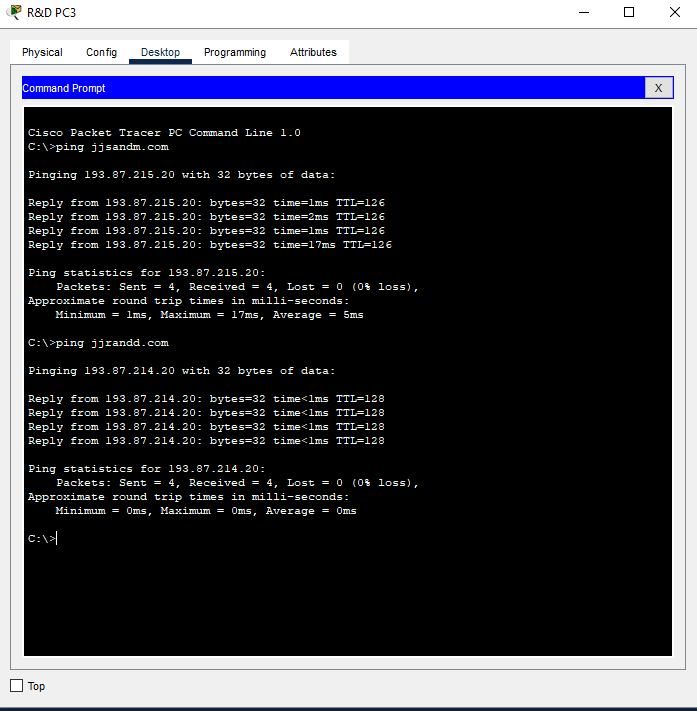 R&D PC3
Physical Config Desktop Programming Attributes
Command Prompt
X
Cisco Packet Tracer PC Command Line 1.0
C:\>ping jjsandm.com
Pinging 193.87.215.20 with 32 bytes of data:
Reply from 193.87.215.20: bytes=32 time=1ms TTL=126
Reply from 193.87.215.20: bytes=32 time=2ms TTL=126
Reply from 193.87.215.20: bytes=32 time=1ms TTL=126
Reply from 193.87.215.20: bytes=32 time=17ms TTL=126
Ping statistics for 193.87.215.20:
Packets: Sent = 4, Received = 4, Lost = 0 (0% loss),
Approximate round trip times in milli-seconds:
Minimum = 1ms, Maximum = 17ms, Average = 5ms
C:\>ping jjrandd.com
Pinging 193.87.214.20 with 32 bytes of data:
Reply from 193.87.214.20: bytes=32 time<1ms TTL=128
Reply from 193.87.214.20: bytes=32 time<1ms TTL=128
Reply from 193.87.214.20: bytes=32 time<1ms TTL=128
Reply from 193.87.214.20: bytes=32 time<1ms TTL=128
Ping statistics for 193.87.214.20:
Packets: Sent = 4, Received = 4, Lost = 0 (0% loss),
Approximate round trip times in milli-seconds:
Minimum = 0ms, Maximum = 0ms, Average = 0ms
C:\>
Top